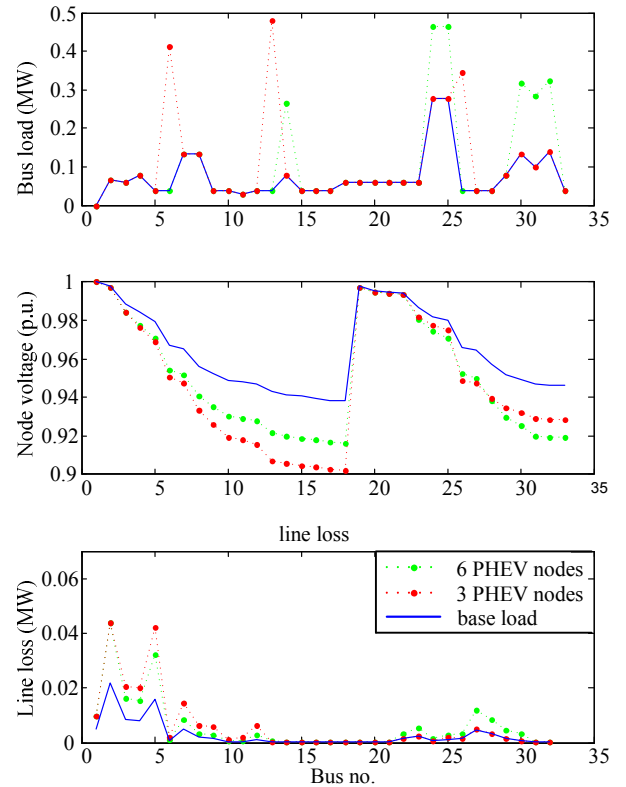 Bus load (MW)
0.5
0.4
0.3
0.2
0.1
0
0 5 10 15 20 25 30 35
Node voltage (p.u.)
1
0.98
0.96
0.94
0.92
0.9
0 5 10 15 20 25 30 35
line loss
Line loss (MW)
0.06
0.04
0.02
0
6 PHEV nodes
3 PHEV nodes
base load
0 5 10 15 20 25 30 35
Bus no.